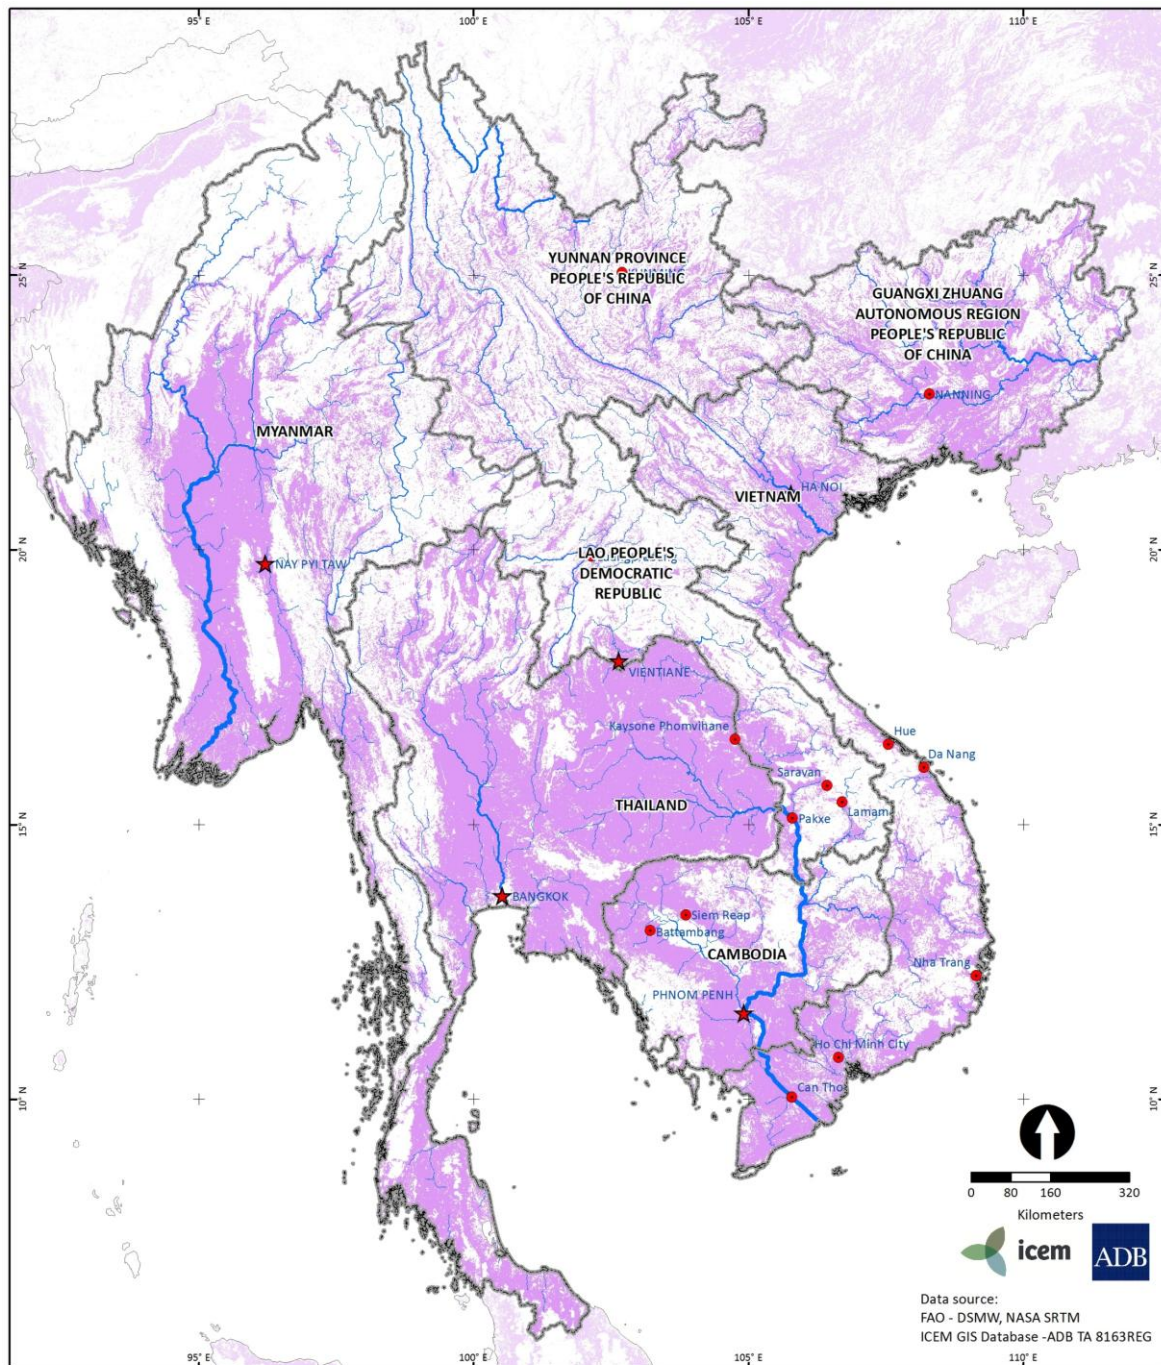 95° E
100° E
105° E
110° E
25° N
25° N
YUNNAN PROVINCE
PEOPLE'S REPUBLIC
OF CHINA
GUANGXI ZHUANG
AUTONOMOUS REGION
PEOPLE'S REPUBLIC
OF CHINA
NANNING
MYANMAR
HA NOI
VIETNAM
20° N
20° N
NAY PYI TAW
LAO PEOPLE'S
DEMOCRATIC
REPUBLIC
VIENTIANE
Kaysone Phomvihane
Hue
Da Nang
Saravan
Lamam
THAILAND
Pakxe
15° N
15° N
BANGKOK
Siem Reap
Battambang
CAMBODIA
Nha Trang
PHNOM PENH
Ho Chi Minh City
Can Tho
10° N
10° N
0 80 160 320
Kilometers
icem
ADB
Data source:
FAO - DSMW, NASA SRTM
ICEM GIS Database -ADB TA 8163REG
95° E
100° E
105° E
110° E